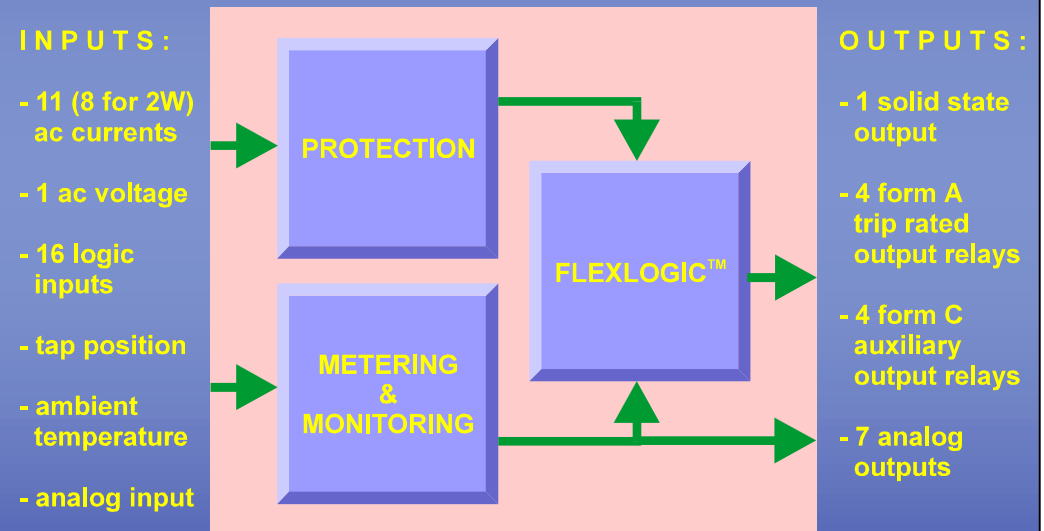 I N P U T S :
- 11 (8 for 2W)
ac currents
- 1 ac voltage
- 16 logic
inputs
- tap position
- ambient
temperature
- analog input
PROTECTION
METERING
&
MONITORING
FLEXLOGIC™
O U T P U T S :
- 1 solid state
output
- 4 form A
trip rated
output relays
- 4 form C
auxiliary
output relays
- 7 analog
outputs